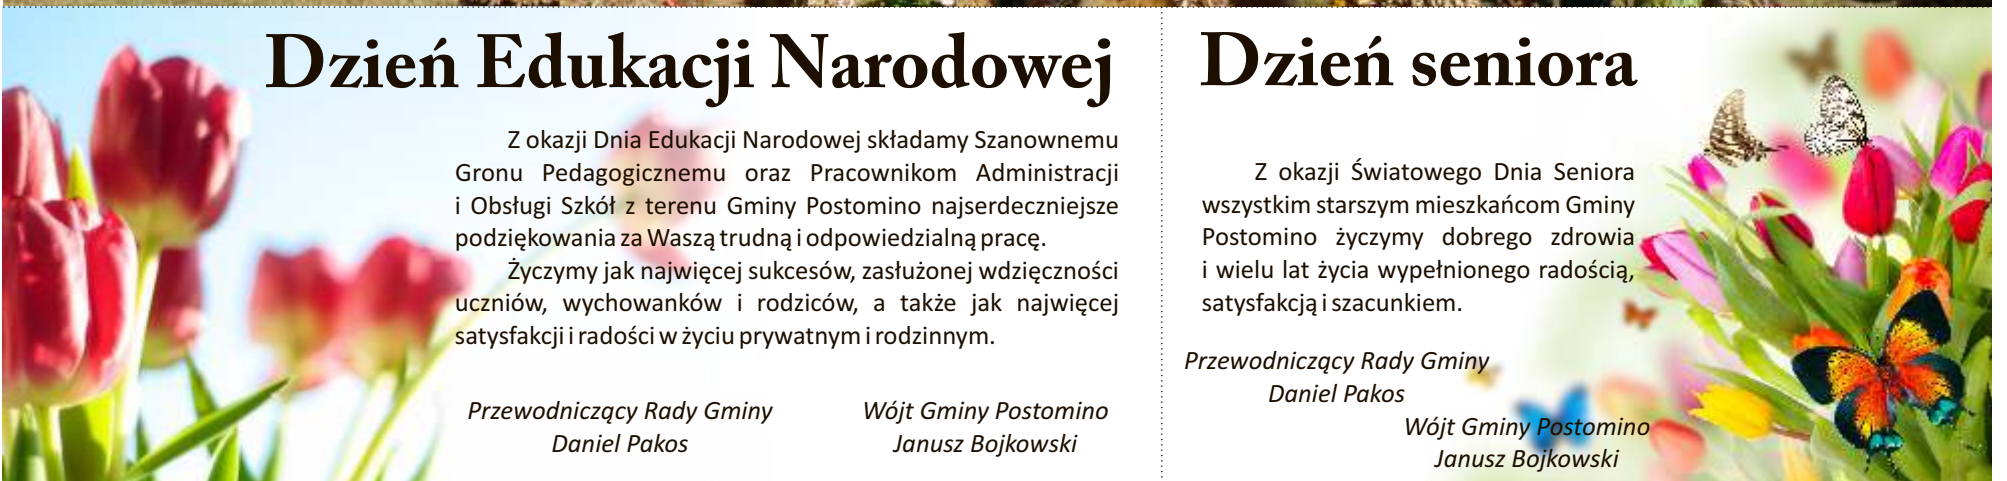 Dzień Edukacji Narodowej
Z okazji Dnia Edukacji Narodowej składamy Szanownemu
Gronu Pedagogicznemu oraz Pracownikom Administracji
i Obsługi Szkół z terenu Gminy Postomino najserdeczniejsze
podziękowania za Waszą trudną i odpowiedzialną pracę.
Życzymy jak najwięcej sukcesów, zasłużonej wdzięczności
uczniów, wychowanków i rodziców, a także jak najwięcej
satysfakcji i radości w życiu prywatnym i rodzinnym.
Przewodniczący Rady Gminy
Daniel Pakos
Wójt Gminy Postomino
Janusz Bojkowski
Dzień seniora
Z okazji Światowego Dnia Seniora
wszystkim starszym mieszkańcom Gminy
Postomino życzymy dobrego zdrowia
i wielu lat życia wypełnionego radością,
satysfakcją i szacunkiem.
Przewodniczący Rady Gminy
Daniel Pakos
Wójt Gminy Postomino
Janusz Bojkowski